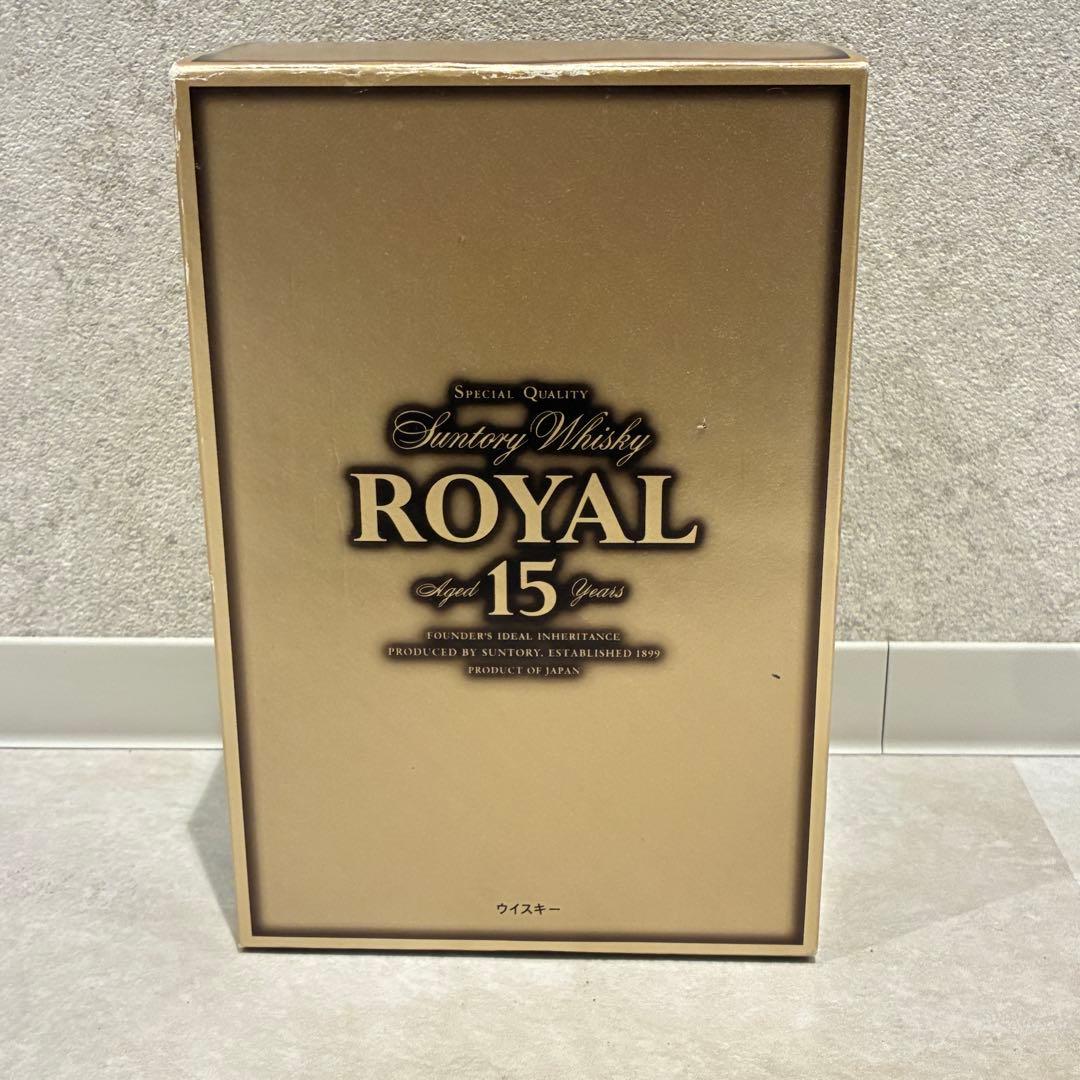 SPECIAL QUALITY
Suntory Whisky
ROYAL
Aged 15 Years
FOUNDER'S IDEAL INHERITANCE
PRODUCED BY SUNTORY. ESTABLISHED 1899
PRODUCT OF JAPAN
ウイスキー